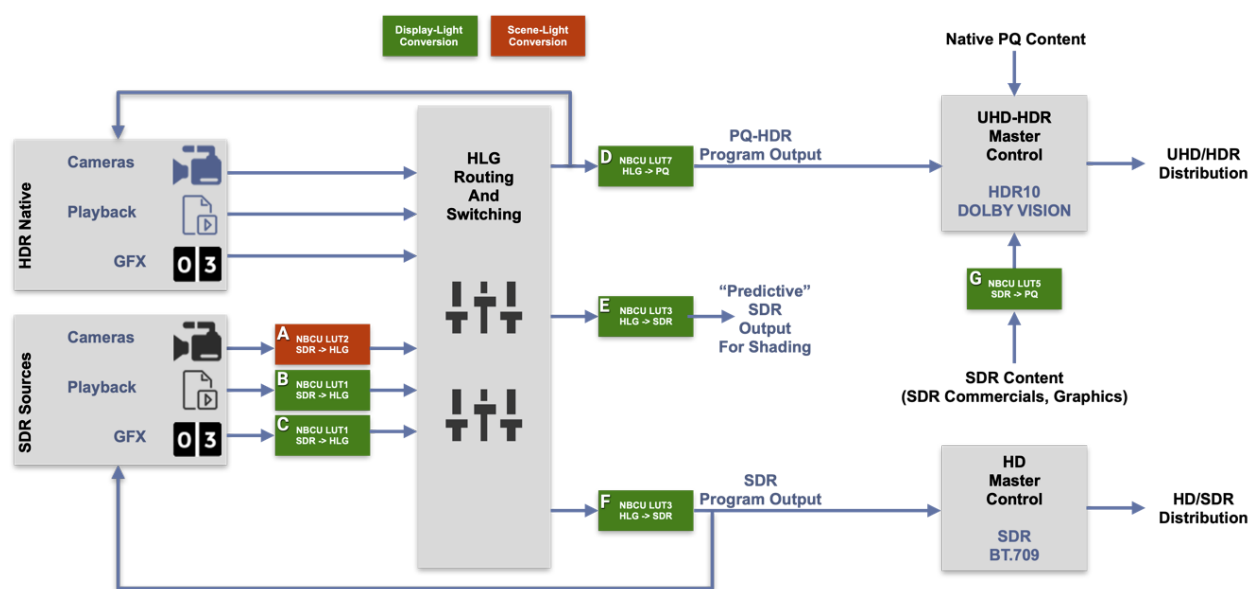 Display-Light
Conversion
Scene-Light
Conversion
Native PQ Content
HDR Native
Cameras
Playback
GFX
0 3
HLG
Routing
And
Switching
D
NBCU LUT7
HLG -> PQ
PQ-HDR
Program Output
UHD-HDR
Master
Control
HDR10
DOLBY VISION
UHD/HDR
Distribution
G
NBCU LUT5
SDR -> PQ
SDR Content
(SDR Commercials, Graphics)
E
NBCU LUT3
HLG -> SDR
“Predictive”
SDR
Output
For Shading
SDR Sources
Cameras
Playback
GFX
0 3
A
NBCU LUT2
SDR -> HLG
B
NBCU LUT1
SDR -> HLG
C
NBCU LUT1
SDR -> HLG
F
NBCU LUT3
HLG -> SDR
SDR
Program Output
HD
Master
Control
SDR
BT.709
HD/SDR
Distribution